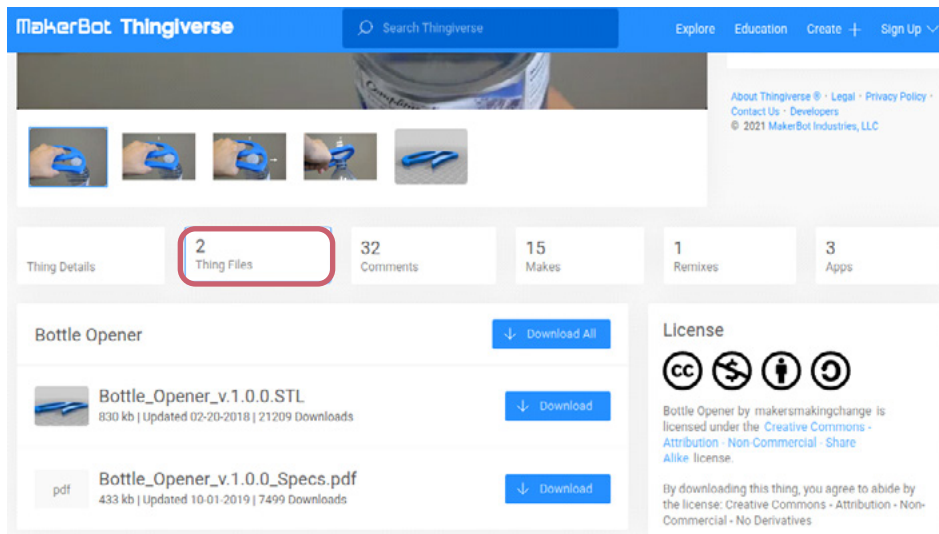 MakerBot Thingiverse
Search Thingiverse
Explore Education Create + Sign Up
About Thingiverse ® · Legal · Privacy Policy ·
Contact Us · Developers
© 2021 MakerBot Industries, LLC
Thing Details
2
Thing Files
32
Comments
15
Makes
1
Remixes
3
Apps
Bottle Opener
Download All
Bottle_Opener_v.1.0.0.STL
830 kb | Updated 02-20-2018 | 21209 Downloads
Download
pdf
Bottle_Opener_v.1.0.0_Specs.pdf
433 kb | Updated 10-01-2019 | 7499 Downloads
Download
License
cc
Bottle Opener by makersmakingchange is
licensed under the Creative Commons -
Attribution - Non-Commercial - Share
Alike license.
By downloading this thing, you agree to abide by
the license: Creative Commons - Attribution - Non-
Commercial - No Derivatives